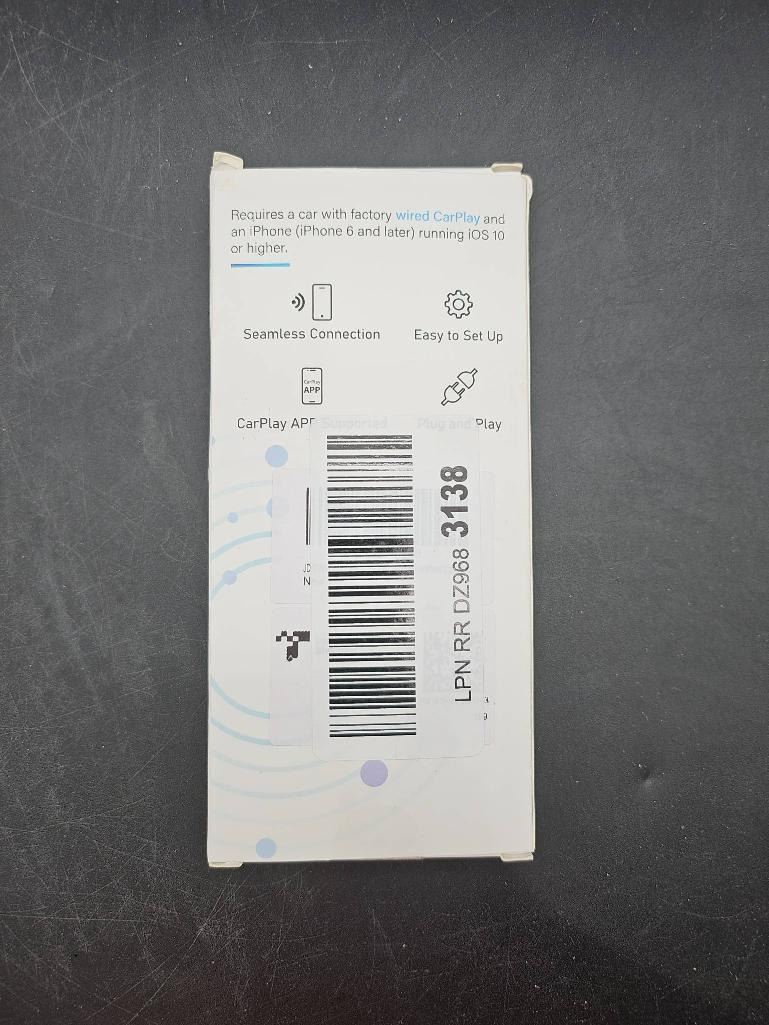 Requires a car with factory wired CarPlay and
an iPhone (iPhone 6 and later) running iOS 10
or higher.
Seamless Connection
Easy to Set Up
CarPlay
APP
CarPlay APP Supported
Plug and Play
LPN RR DZ968 3138